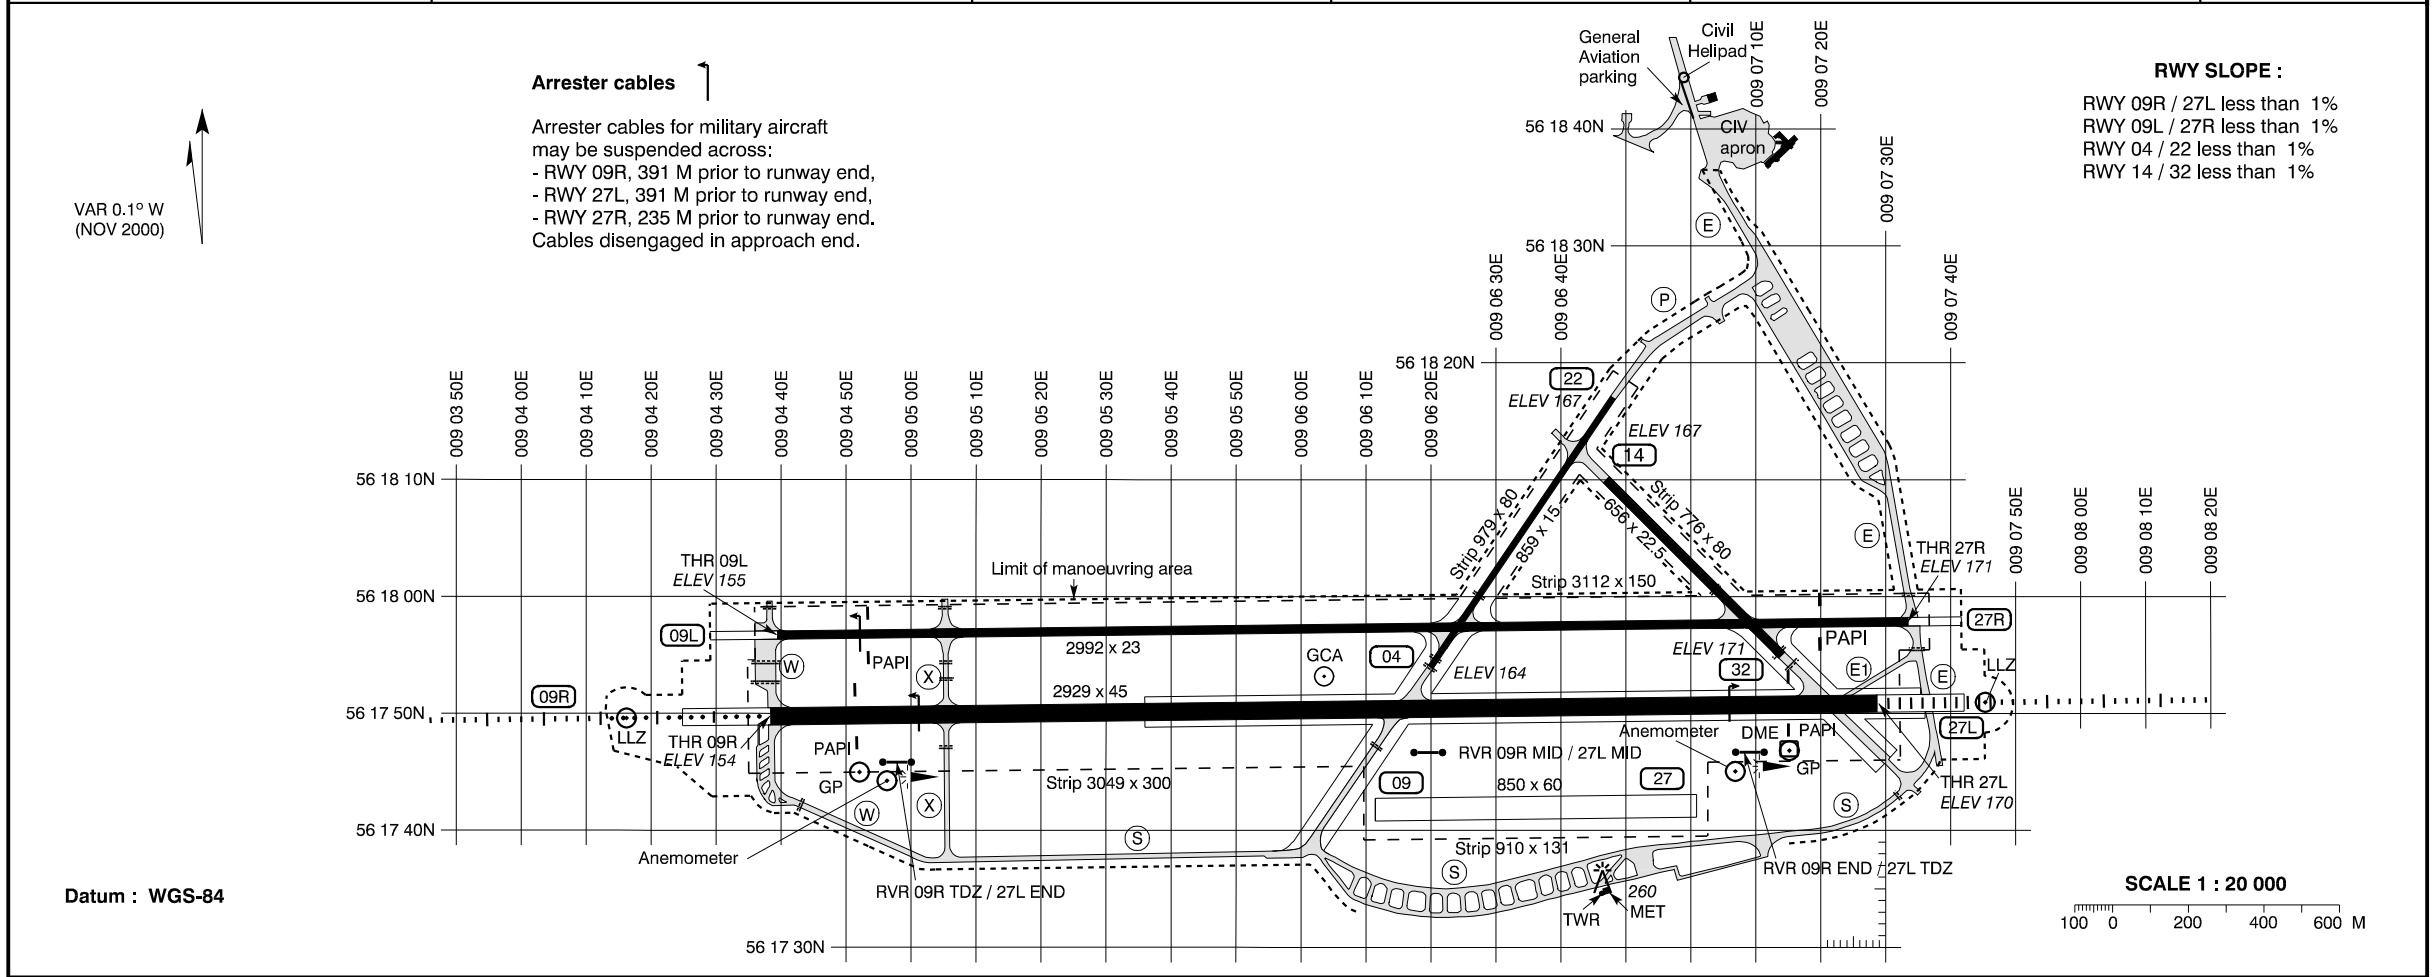 Arrester cables
Arrester cables for military aircraft
may be suspended across:
- RWY 09R, 391 M prior to runway end,
- RWY 27L, 391 M prior to runway end,
- RWY 27R, 235 M prior to runway end.
Cables disengaged in approach end.
VAR 0.1° W
(NOV 2000)
General
Aviation
parking
Civil
Helipad
009 07 10E
009 07 20E
RWY SLOPE :
RWY 09R / 27L less than 1%
RWY 09L / 27R less than 1%
RWY 04 / 22 less than 1%
RWY 14 / 32 less than 1%
56 18 40N
CIV
apron
009 07 30E
E
56 18 30N
009 06 30E
009 06 40E
009 07 40E
P
56 18 20N
22
ELEV 167
ELEV 167
14
009 03 50E
009 04 00E
009 04 10E
009 04 20E
009 04 30E
009 04 40E
009 04 50E
009 05 00E
009 05 10E
009 05 20E
009 05 30E
009 05 40E
009 05 50E
009 06 00E
009 06 10E
009 06 20E
56 18 10N
Strip 979 x 80
859 x 15
656 x 22.5
Strip 776 x 80
E
009 07 50E
009 08 00E
009 08 10E
009 08 20E
THR 09L
ELEV 155
Limit of manoeuvring area
Strip 3112 x 150
THR 27R
ELEV 171
56 18 00N
09L
27R
2992 x 23
PAPI
PAPI
W
X
GCA
04
ELEV 164
ELEV 171
32
E1
E
LLZ
09R
2929 x 45
56 17 50N
LLZ
THR 09R
ELEV 154
PAPI
GP
Anemometer
DME
PAPI
27L
RVR 09R MID / 27L MID
GP
Strip 3049 x 300
09
850 x 60
27
THR 27L
ELEV 170
W
X
S
56 17 40N
S
Anemometer
Strip 910 x 131
S
RVR 09R TDZ / 27L END
RVR 09R END / 27L TDZ
260
TWR
MET
Datum : WGS-84
56 17 30N
SCALE 1 : 20 000
100 0 200 400 600 M